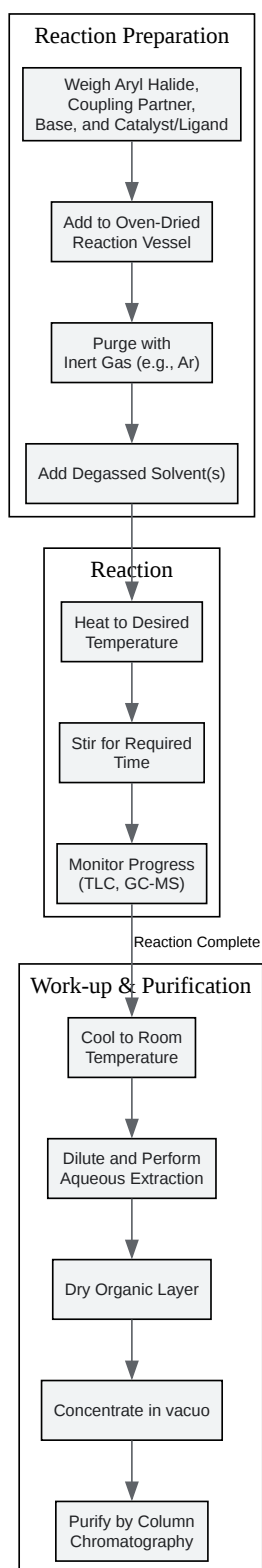 Reaction Preparation
Weigh Aryl Halide,
Coupling Partner,
Base, and Catalyst/Ligand
Add to Oven-Dried
Reaction Vessel
Purge with
Inert Gas (e.g., Ar)
Add Degassed Solvent(s)
Reaction
Heat to Desired
Temperature
Stir for Required
Time
Monitor Progress
(TLC, GC-MS)
Reaction Complete
Work-up & Purification
Cool to Room
Temperature
Dilute and Perform
Aqueous Extraction
Dry Organic Layer
Concentrate in vacuo
Purify by Column
Chromatography